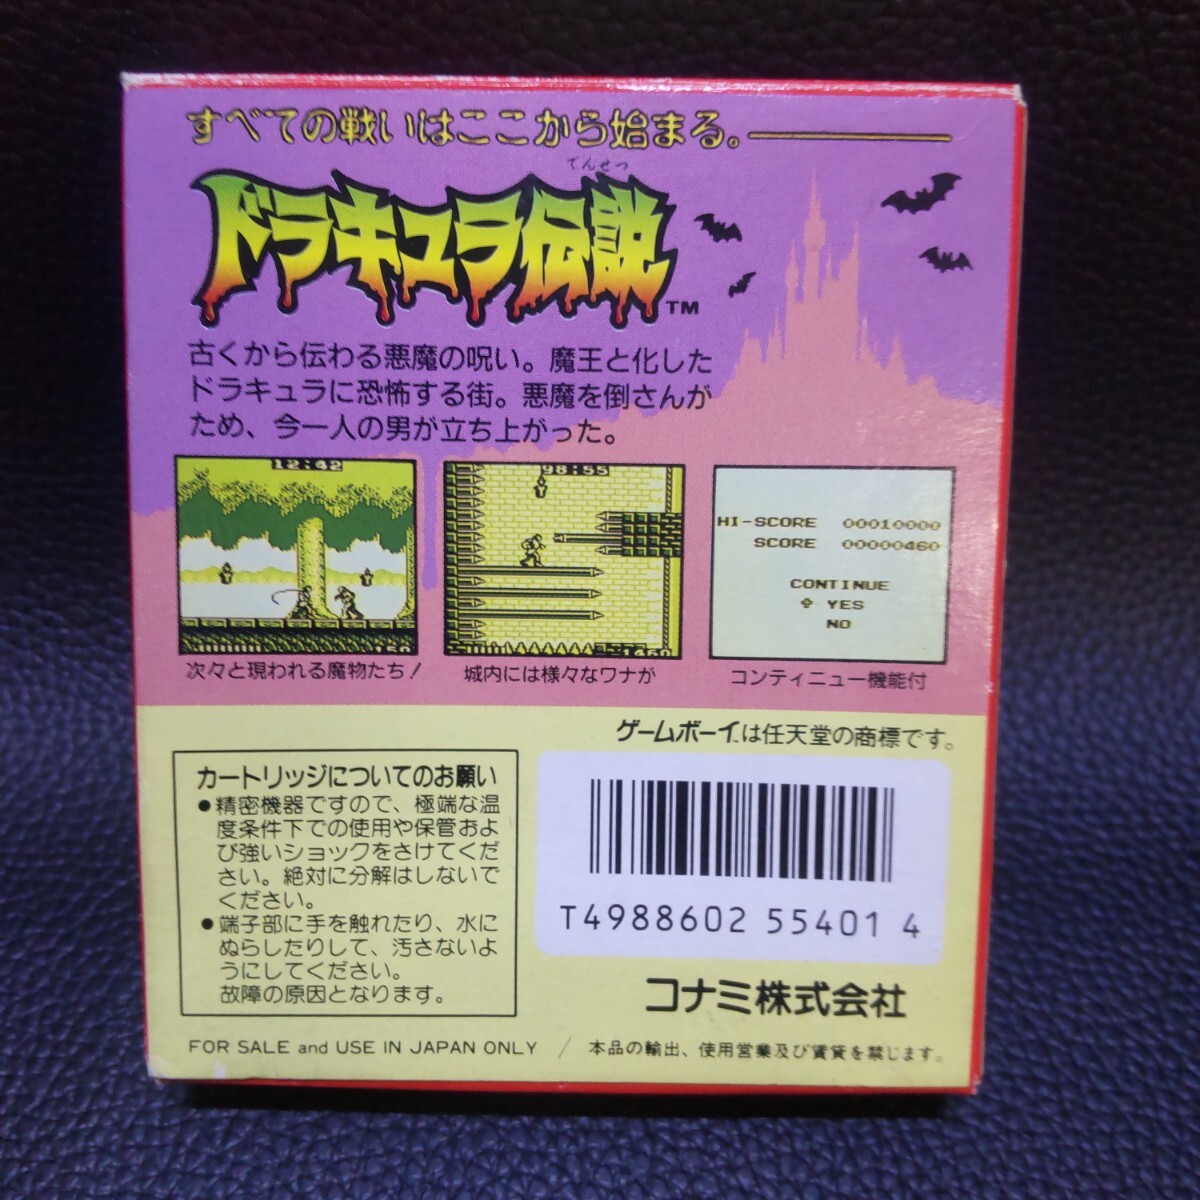 すべての戦いはここから始まる。
でんせつ
ドラキュラ伝説TM
古くから伝わる悪魔の呪い。魔王と化した
ドラキュラに恐怖する街。悪魔を倒さんが
ため、今一人の男が立ち上がった。
12:42
150
次々と現われる魔物たち!
98:55
1460
城内には様々なワナが
HI-SCORE
SCORE
CONTINUE
YES
NO
コンティニュー機能付
ゲームボーイは任天堂の商標です。
カートリッジについてのお願い
●精密機器ですので、極端な温
度条件下での使用や保管およ
び強いショックをさけてくだ
さい。絶対に分解はしないで
ください。
●端子部に手を触れたり、水に
ぬらしたりして、汚さないよ
うにしてください。
故障の原因となります。
T4988602 55401 4
コナミ株式会社
FOR SALE and USE IN JAPAN ONLY / 本品の輸出、使用営業及び賃貸を禁じます。